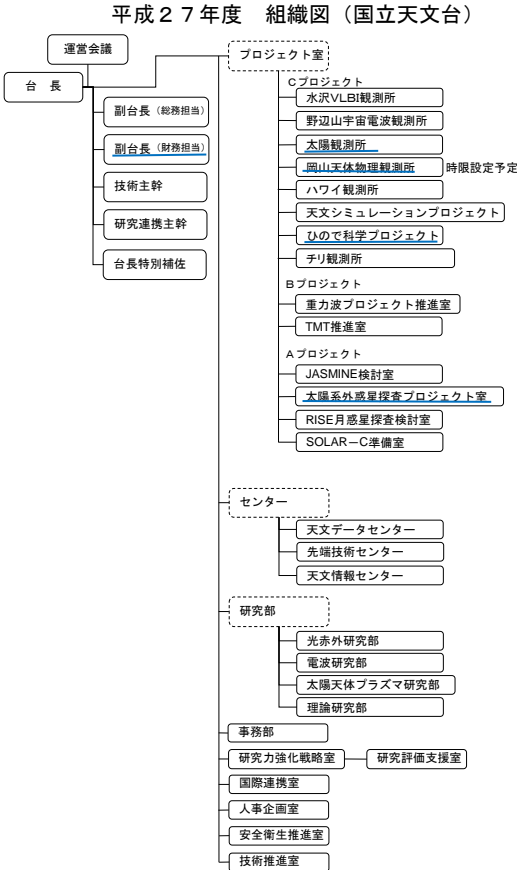 平成２７年度　組織図（国立天文台）
運営会議
台　長
副台長（総務担当）
副台長（財務担当）
技術主幹
研究連携主幹
台長特別補佐
プロジェクト室
Ｃプロジェクト
水沢VLBI観測所
野辺山宇宙電波観測所
太陽観測所
岡山天体物理観測所 時限設定予定
ハワイ観測所
天文シミュレーションプロジェクト
ひので科学プロジェクト
チリ観測所
Ｂプロジェクト
重力波プロジェクト推進室
TMT推進室
Ａプロジェクト
JASMINE検討室
太陽系外惑星探査プロジェクト室
RISE月惑星探査検討室
SOLAR－C準備室
センター
天文データセンター
先端技術センター
天文情報センター
研究部
光赤外研究部
電波研究部
太陽天体プラズマ研究部
理論研究部
事務部
研究力強化戦略室 研究評価支援室
国際連携室
人事企画室
安全衛生推進室
技術推進室